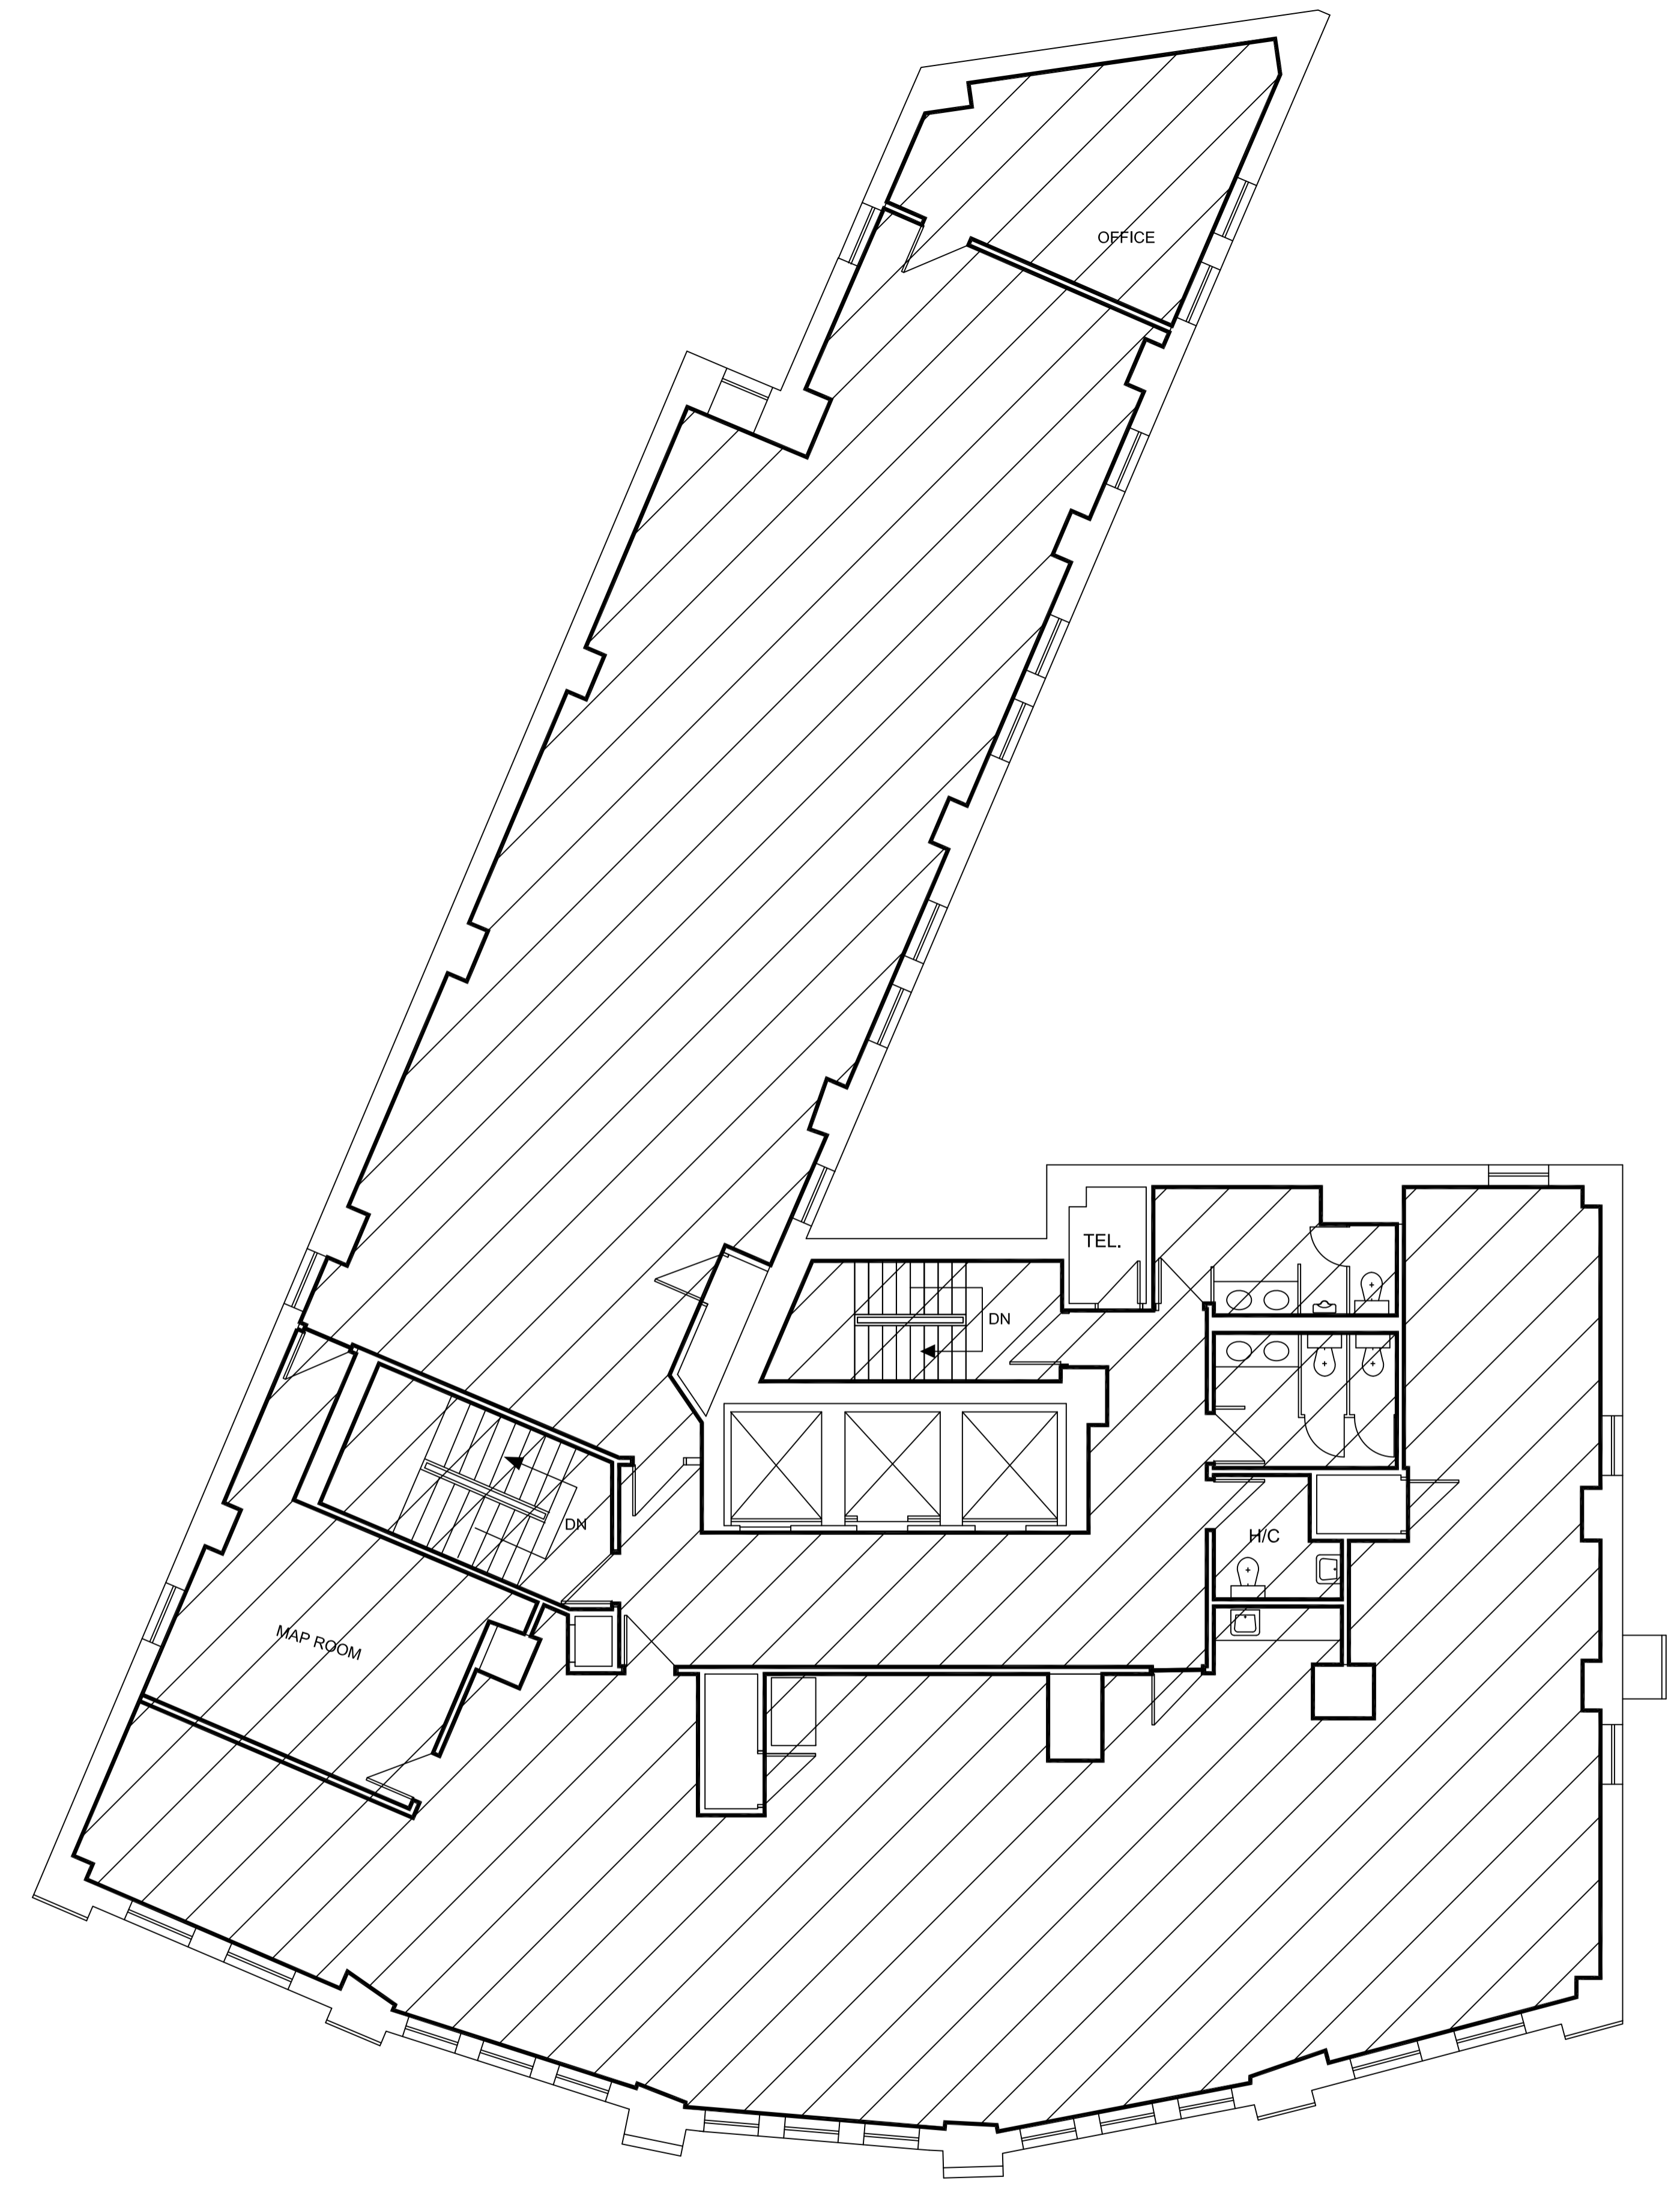 OFFICE
TEL.
DN
DN
H/C
MAP ROOM